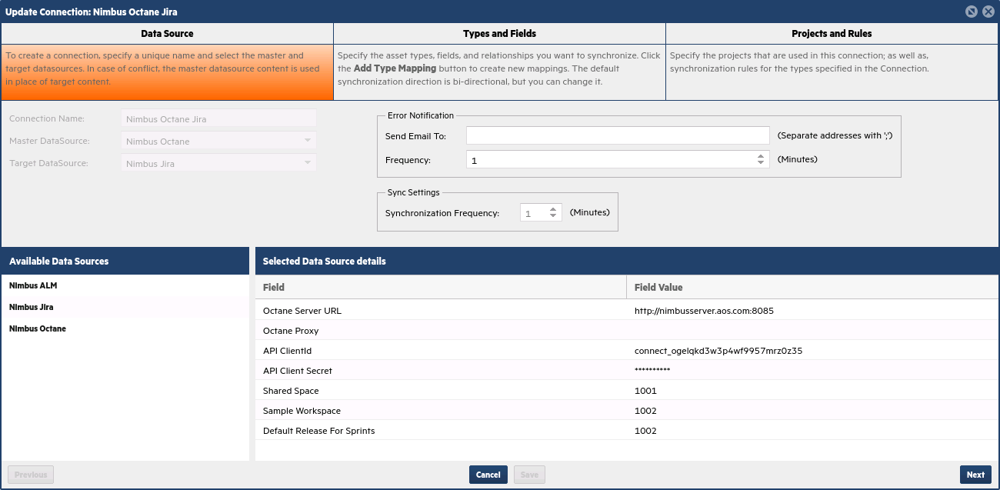 Update Connection: Nimbus Octane Jira
Data Source
Types and Fields
Projects and Rules
To create a connection, specify a unique name and select the master and
target datasources. In case of conflict, the master datasource content is used
in place of target content.
Specify the asset types, fields, and relationships you want to synchronize. Click
the Add Type Mapping button to create new mappings. The default
synchronization direction is bi-directional, but you can change it.
Specify the projects that are used in this connection; as well as,
synchronization rules for the types specified in the Connection.
Connection Name: Nimbus Octane Jira
Master DataSource: Nimbus Octane
Target DataSource: Nimbus Jira
Error Notification
Send Email To: (Separate addresses with ';')
Frequency: 1 (Minutes)
Sync Settings
Synchronization Frequency: 1 (Minutes)
Available Data Sources
Nimbus ALM
Nimbus Jira
Nimbus Octane
Selected Data Source details
Field Field Value
Octane Server URL http://nimbusserver.aos.com:8085
Octane Proxy
API ClientId connect_ogelqkd3w3p4wf9957mrz0z35
API Client Secret **********
Shared Space 1001
Sample Workspace 1002
Default Release For Sprints 1002
Previous Cancel Save Next